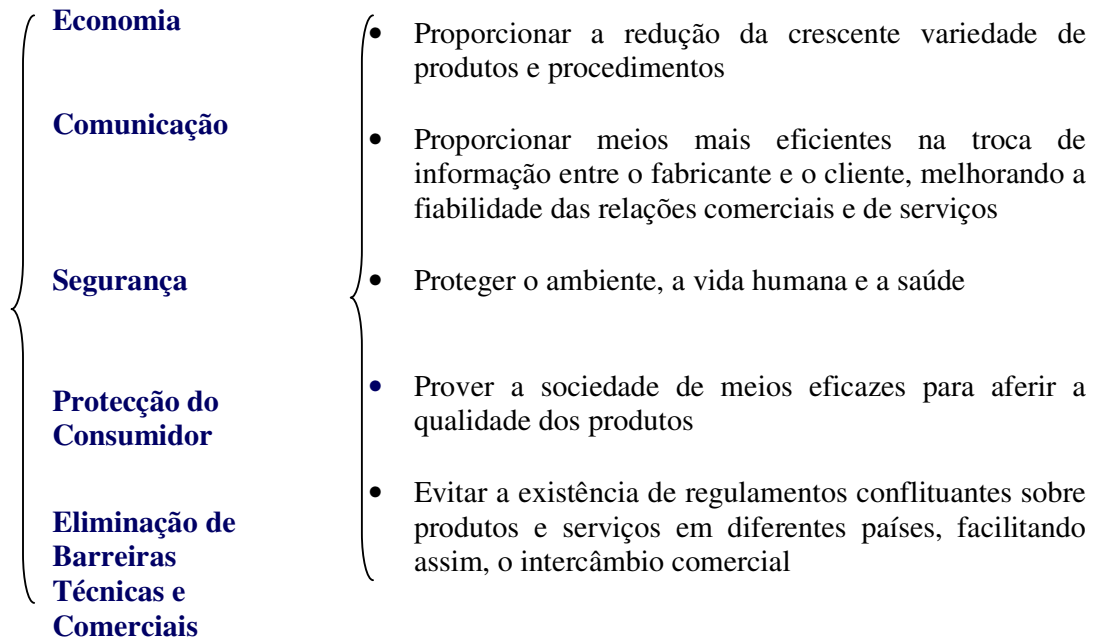 Economia
• Proporcionar a redução da crescente variedade de
produtos e procedimentos
Comunicação
• Proporcionar meios mais eficientes na troca de
informação entre o fabricante e o cliente, melhorando a
fiabilidade das relações comerciais e de serviços
Segurança
• Proteger o ambiente, a vida humana e a saúde
Protecção do
Consumidor
• Prover a sociedade de meios eficazes para aferir a
qualidade dos produtos
Eliminação de
Barreiras
Técnicas e
Comerciais
• Evitar a existência de regulamentos conflituantes sobre
produtos e serviços em diferentes países, facilitando
assim, o intercâmbio comercial